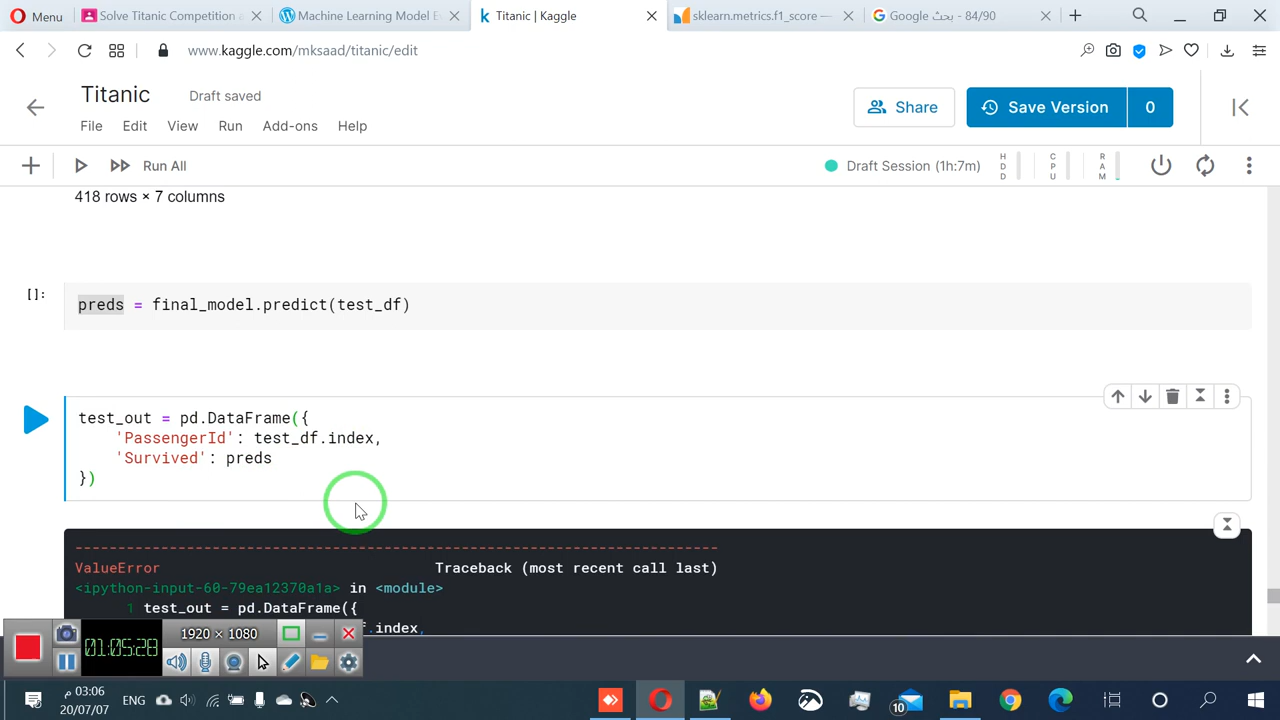 Menu
Solve Titanic Competition a
Machine Learning Model E
Titanic | Kaggle
sklearn.metrics.f1_score —
84/90 - بحث Google
www.kaggle.com/mksaad/titanic/edit
Titanic
Draft saved
Share
Save Version
0
File
Edit
View
Run
Add-ons
Help
Run All
Draft Session (1h:7m)
HDD
CPU
RAM
418 rows × 7 columns
[]:
preds = final_model.predict(test_df)
test_out = pd.DataFrame({
'PassengerId': test_df.index,
'Survived': preds
})
---------------------------------------------------------------------------
ValueError Traceback (most recent call last)
<ipython-input-60-79ea12370a1a> in <module>
1 test_out = pd.DataFrame({
f.index,
01:05:28
1920 × 1080
03:06 م
20/07/07
ENG
10